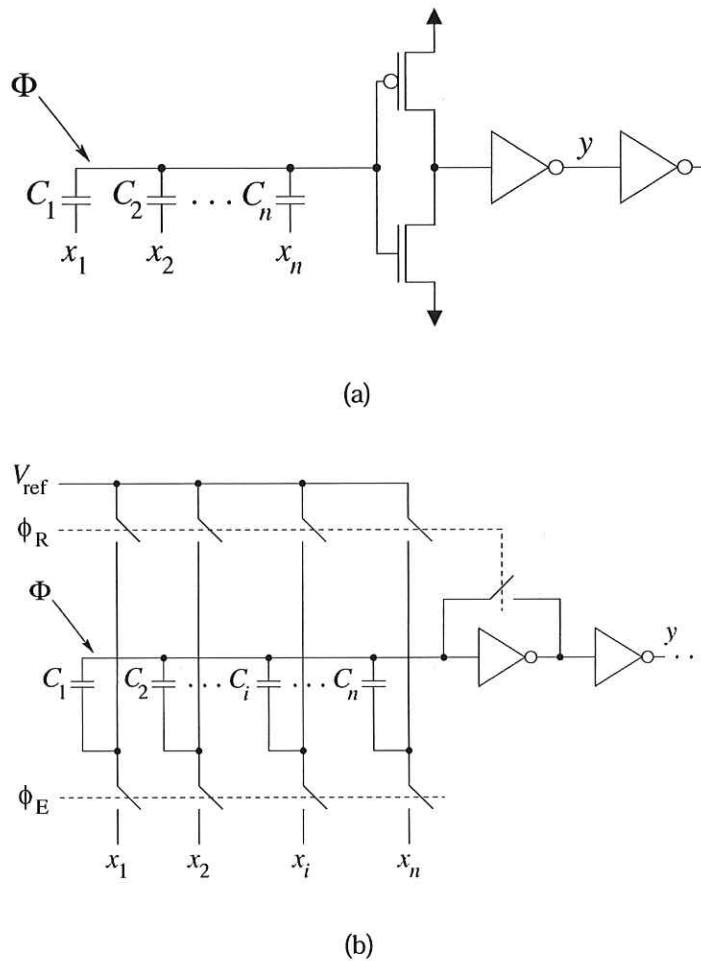 Φ
y
C1 C2 . . . Cn
x1 x2 xn
(a)
Vref
ϕR
Φ
y
C1 C2 . . . . Ci . . . . Cn . . .
ϕE
x1 x2 xi xn
(b)